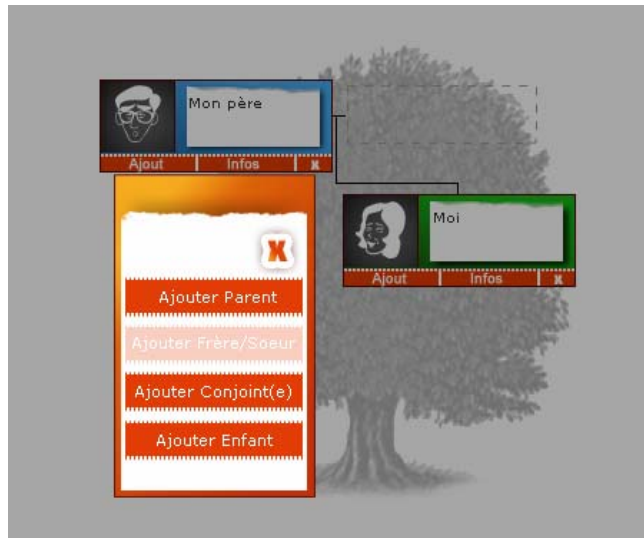 Mon père
Ajout Infos X
Moi
Ajout Infos X
X
Ajouter Parent
Ajouter Frère/Soeur
Ajouter Conjoint(e)
Ajouter Enfant